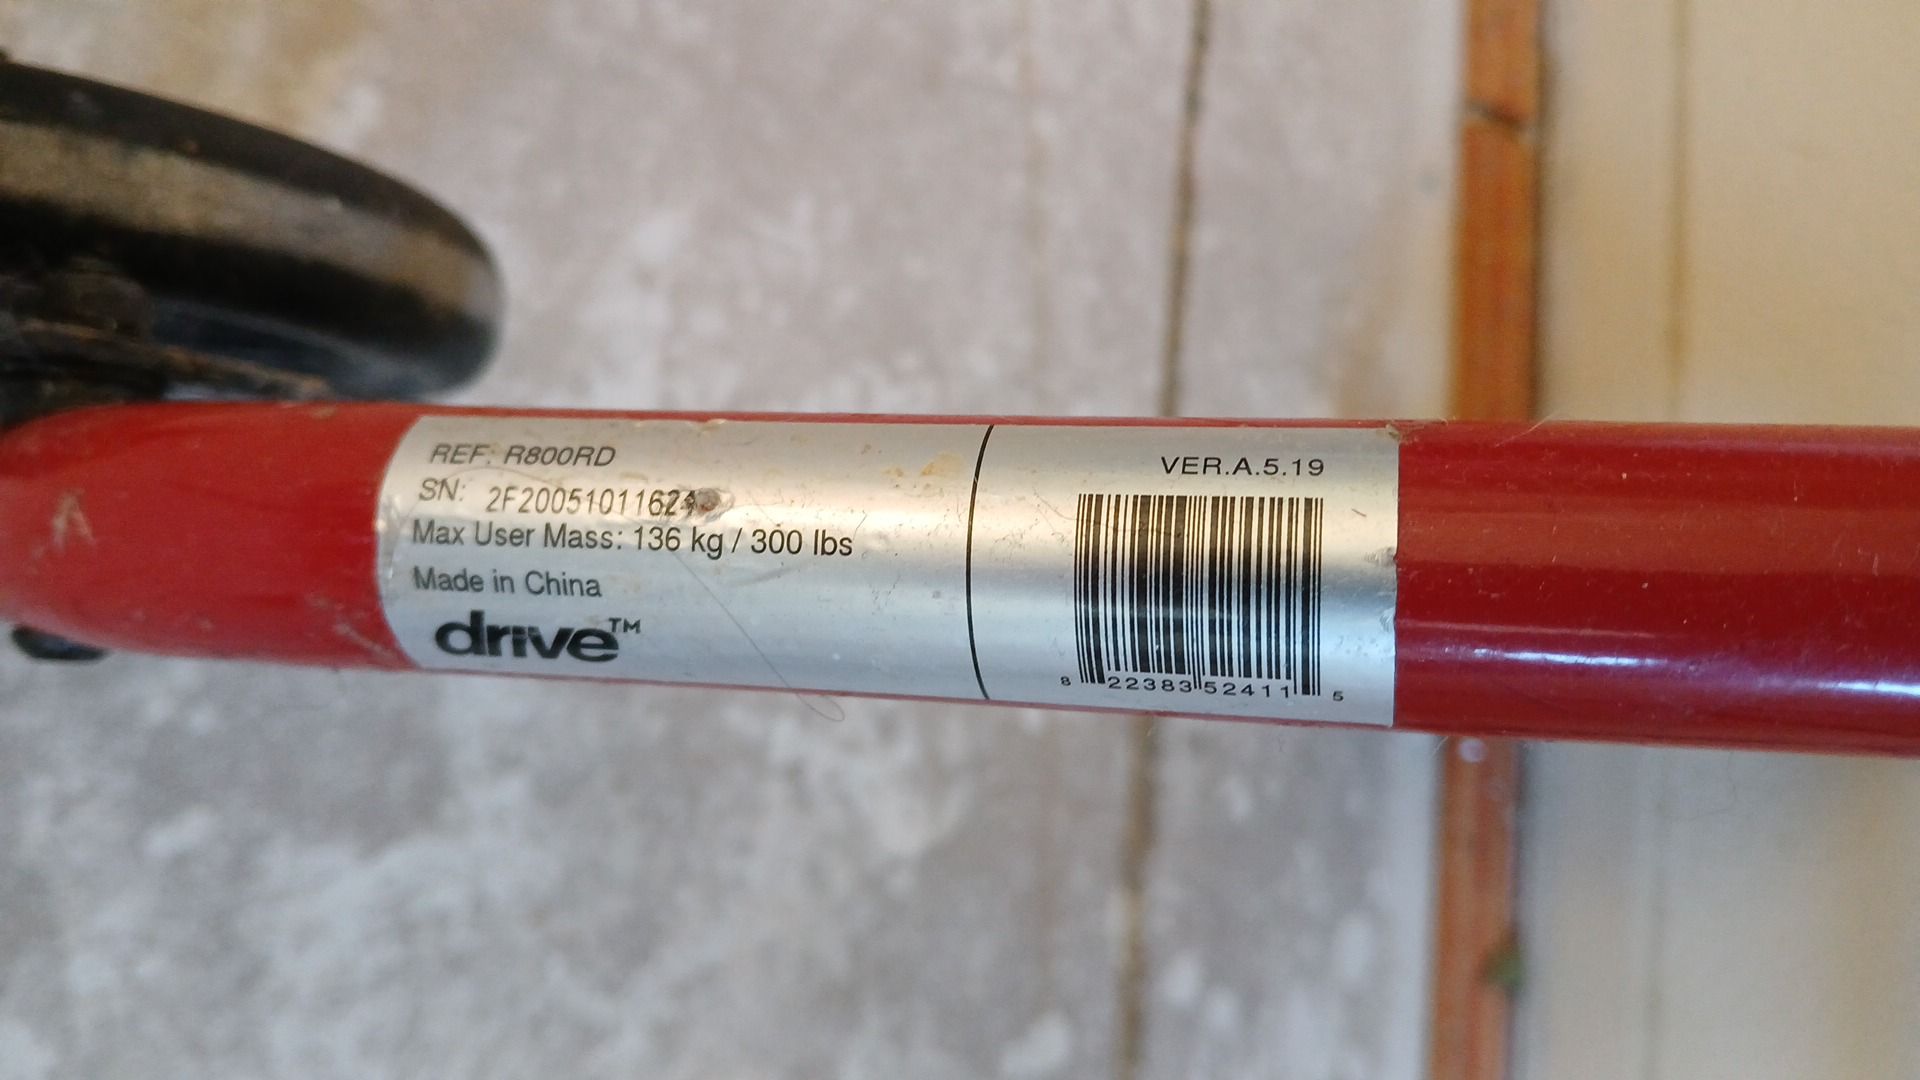 REF: R800RD
SN: 2F20051011624
Max User Mass: 136 kg / 300 lbs
Made in China
drive™
VER.A.5.19
8 22383 52411 5